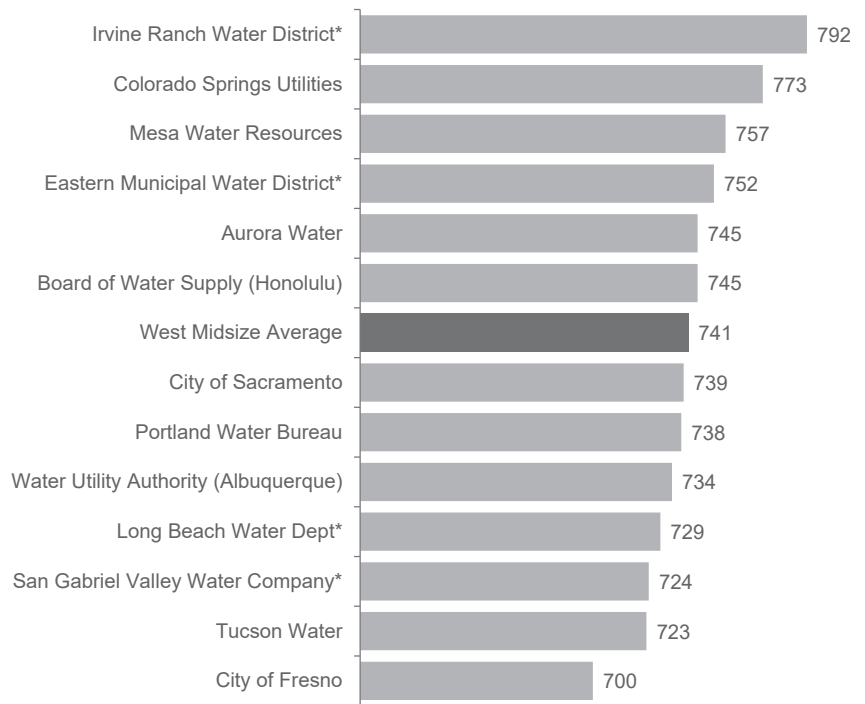 Irvine Ranch Water District* 792
Colorado Springs Utilities 773
Mesa Water Resources 757
Eastern Municipal Water District* 752
Aurora Water 745
Board of Water Supply (Honolulu) 745
West Midsize Average 741
City of Sacramento 739
Portland Water Bureau 738
Water Utility Authority (Albuquerque) 734
Long Beach Water Dept* 729
San Gabriel Valley Water Company* 724
Tucson Water 723
City of Fresno 700